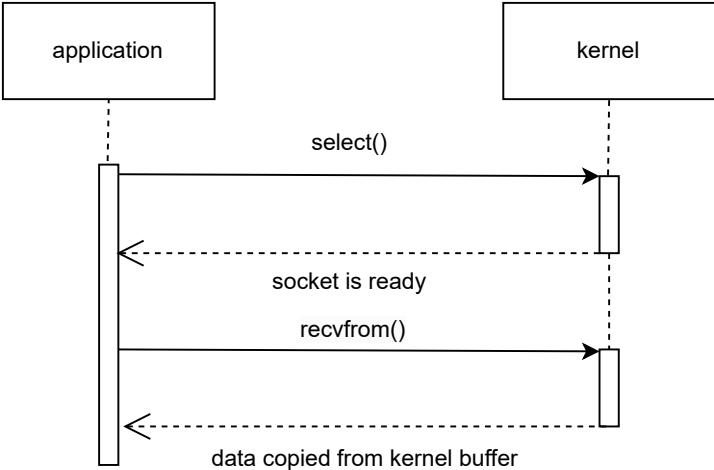 application
kernel
select()
socket is ready
recvfrom()
data copied from kernel buffer